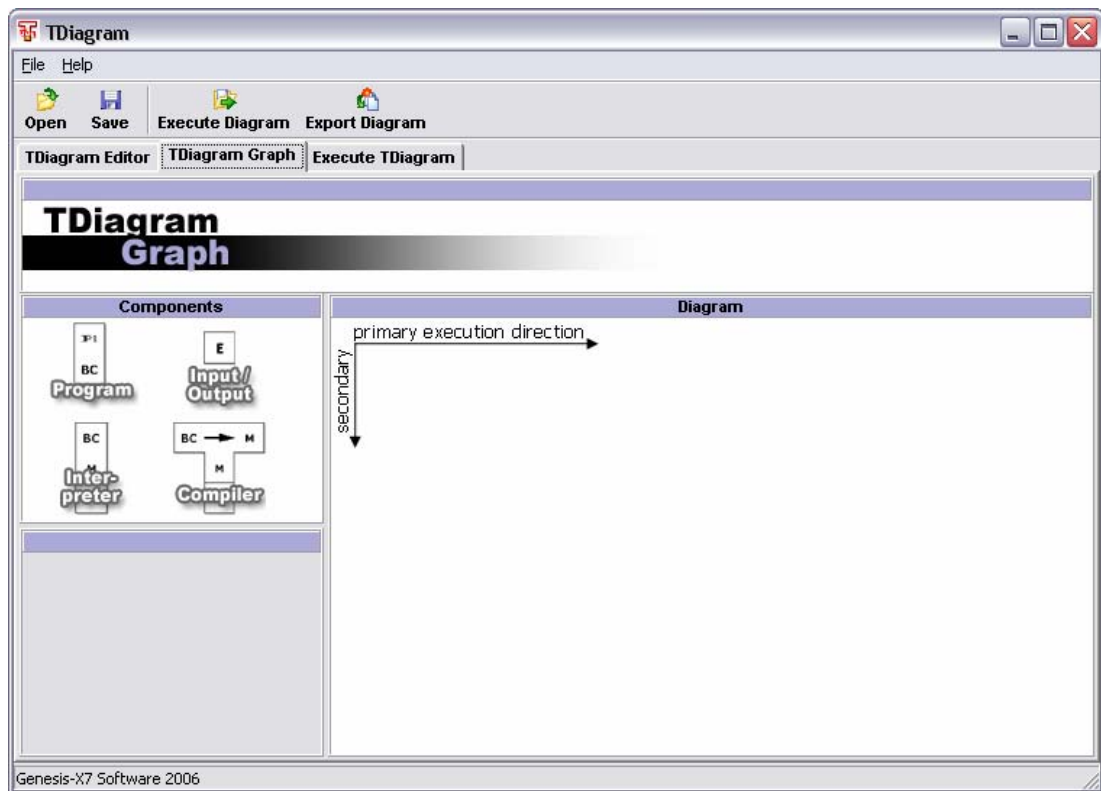 TDiagram
File Help
Open Save Execute Diagram Export Diagram
TDiagram Editor TDiagram Graph Execute TDiagram
TDiagram
Graph
Components
Diagram
JP1
BC
Program
E
Input/
Output
BC
M
Inter-
preter
BC M
M
Compiler
primary execution direction
secondary
Genesis-X7 Software 2006